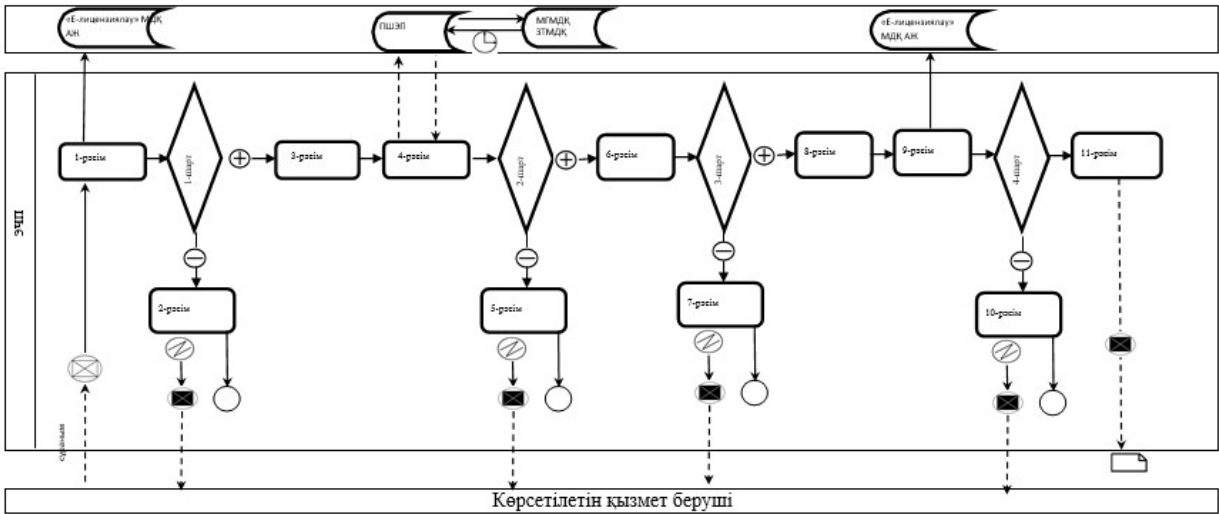 «Е-лицензиялау» МДҚ
АЖ
ПШЭП
МГМДҚ
ЗТМДҚ
«Е-лицензиялау»
МДҚ АЖ
ЭЧП
1-рәсім
1-шарт
3-рәсім
4-рәсім
2-шарт
6-рәсім
3-шарт
8-рәсім
9-рәсім
4-шарт
11-рәсім
2-рәсім
5-рәсім
7-рәсім
10-рәсім
сұраным
Көрсетілетін қызмет беруші